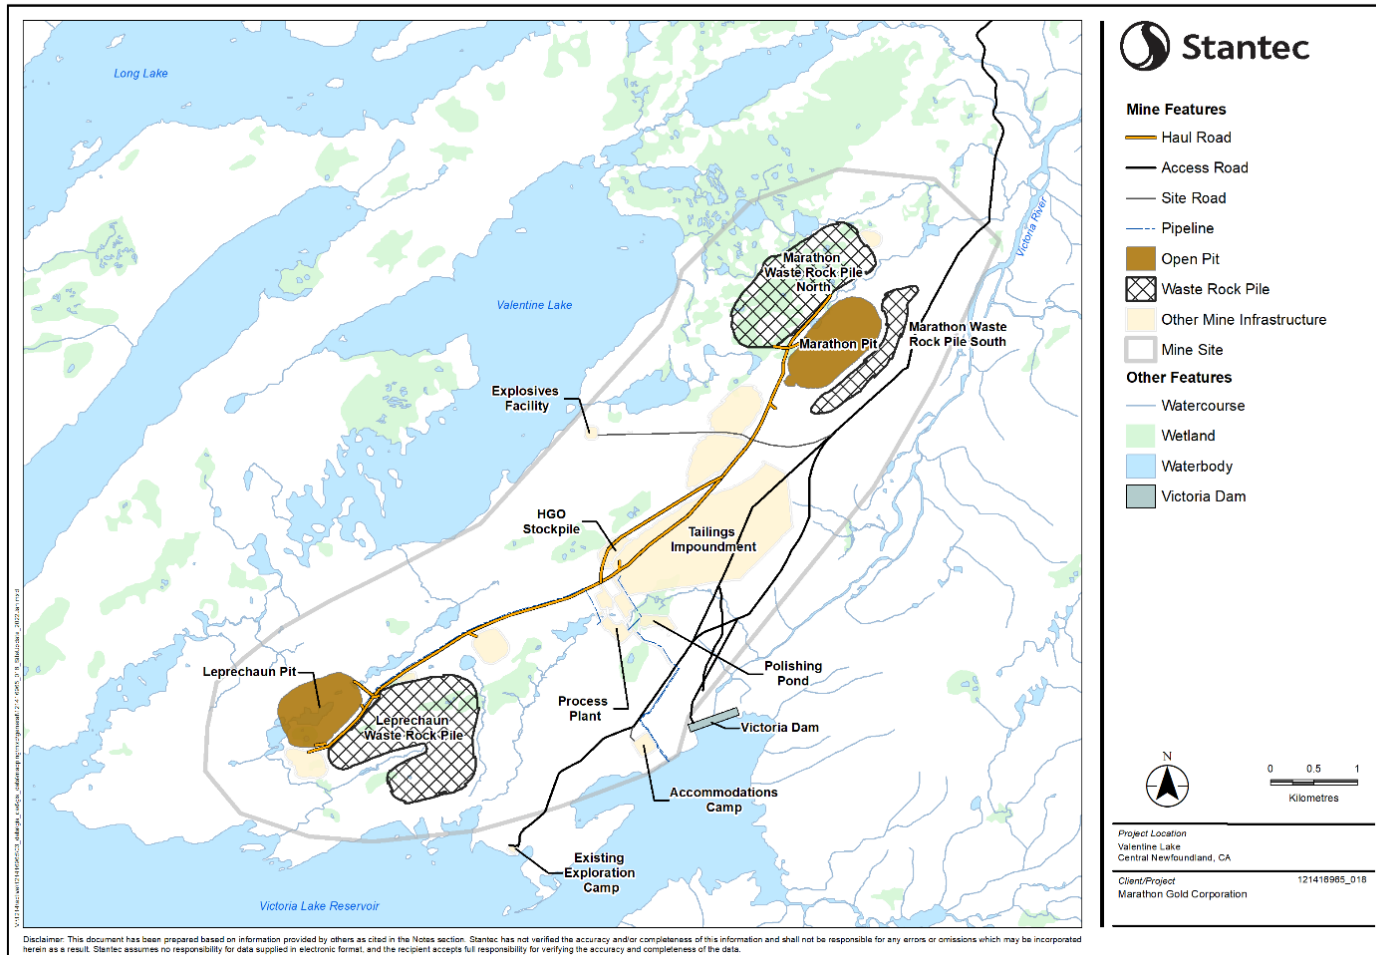 Long Lake
Valentine Lake
Victoria River
Marathon
Waste Rock Pile
North
Marathon Pit
Marathon Waste
Rock Pile South
Explosives
Facility
HGO
Stockpile
Tailings
Impoundment
Leprechaun Pit
Leprechaun
Waste Rock Pile
Process
Plant
Polishing
Pond
Victoria Dam
Accommodations
Camp
Existing
Exploration
Camp
Victoria Lake Reservoir
Stantec
Mine Features
Haul Road
Access Road
Site Road
Pipeline
Open Pit
Waste Rock Pile
Other Mine Infrastructure
Mine Site
Other Features
Watercourse
Wetland
Waterbody
Victoria Dam
N
0 0.5 1
Kilometres
Project Location
Valentine Lake
Central Newfoundland, CA
Client/Project 121416965_018
Marathon Gold Corporation
Disclaimer: This document has been prepared based on information provided by others as cited in the Notes section. Stantec has not verified the accuracy and/or completeness of this information and shall not be responsible for any errors or omissions which may be incorporated
herein as a result. Stantec assumes no responsibility for data supplied in electronic format, and the recipient accepts full responsibility for verifying the accuracy and completeness of the data.